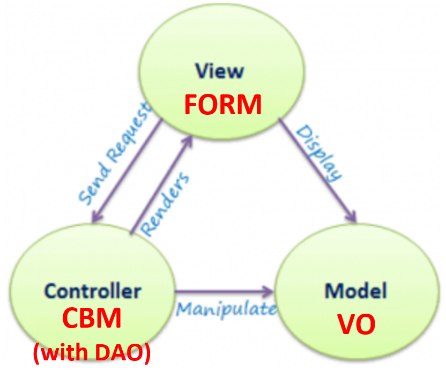 View
FORM
Send Request
Renders
Display
Controller
CBM
(with DAO)
Manipulate
Model
VO